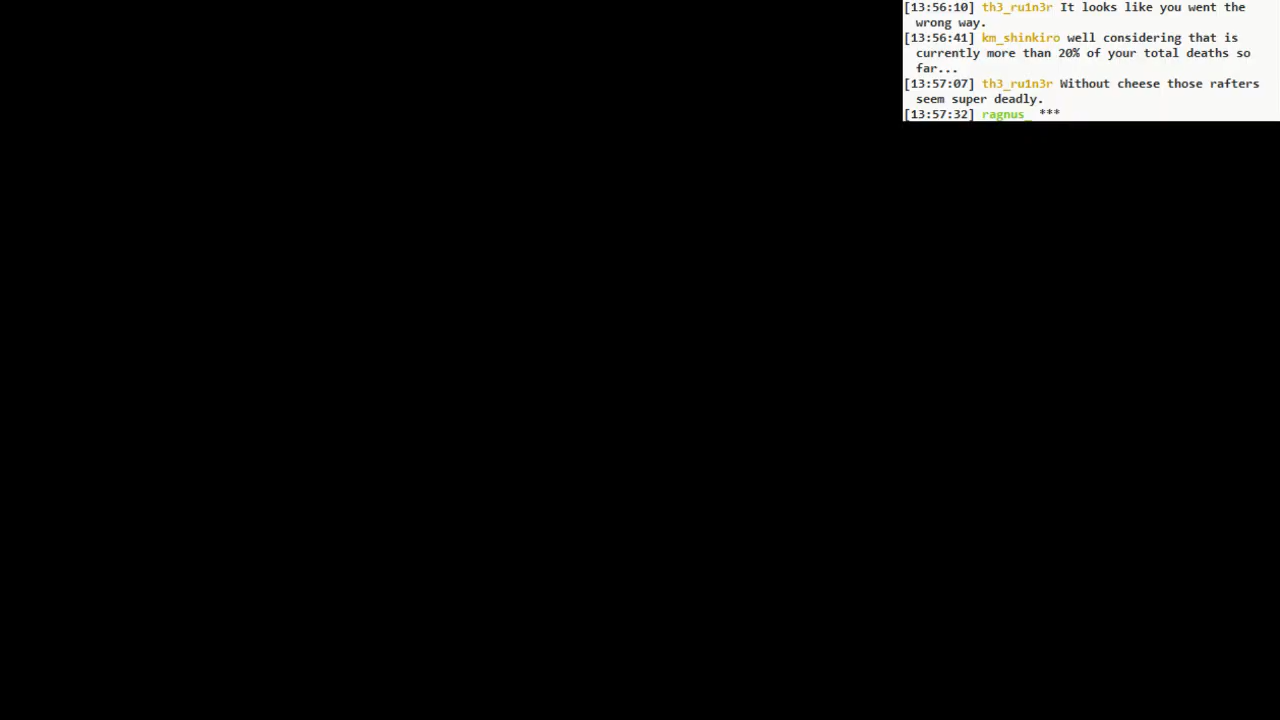 [13:56:10] th3_ru1n3r It looks like you went the
wrong way.
[13:56:41] km_shinkiro well considering that is
currently more than 20% of your total deaths so
far...
[13:57:07] th3_ru1n3r Without cheese those rafters
seem super deadly.
[13:57:32] ragnus_ ***